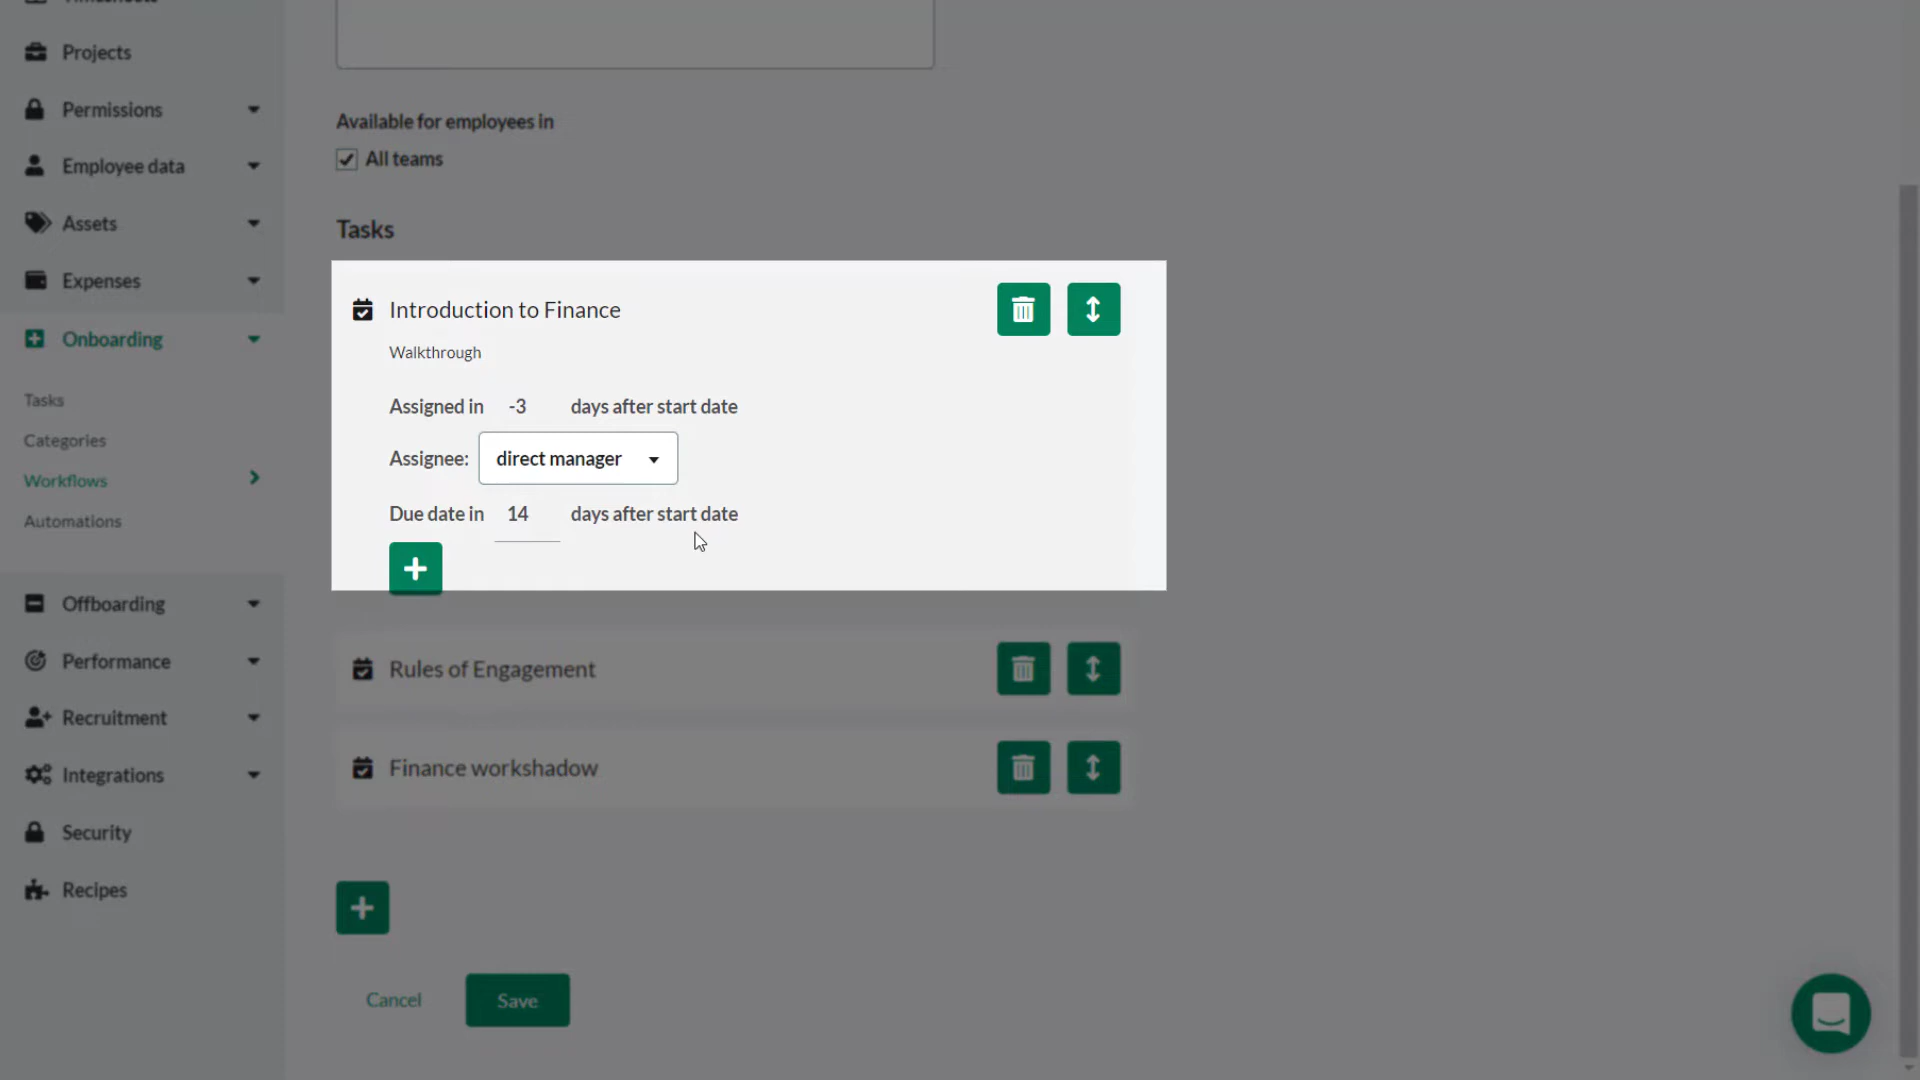 Projects
Permissions
Employee data
Assets
Expenses
Onboarding
Tasks
Categories
Workflows
Automations
Offboarding
Performance
Recruitment
Integrations
Security
Recipes
Available for employees in
All teams
Tasks
Introduction to Finance
Walkthrough
Assigned in -3 days after start date
Assignee: direct manager
Due date in 14 days after start date
Rules of Engagement
Finance workshadow
Cancel Save